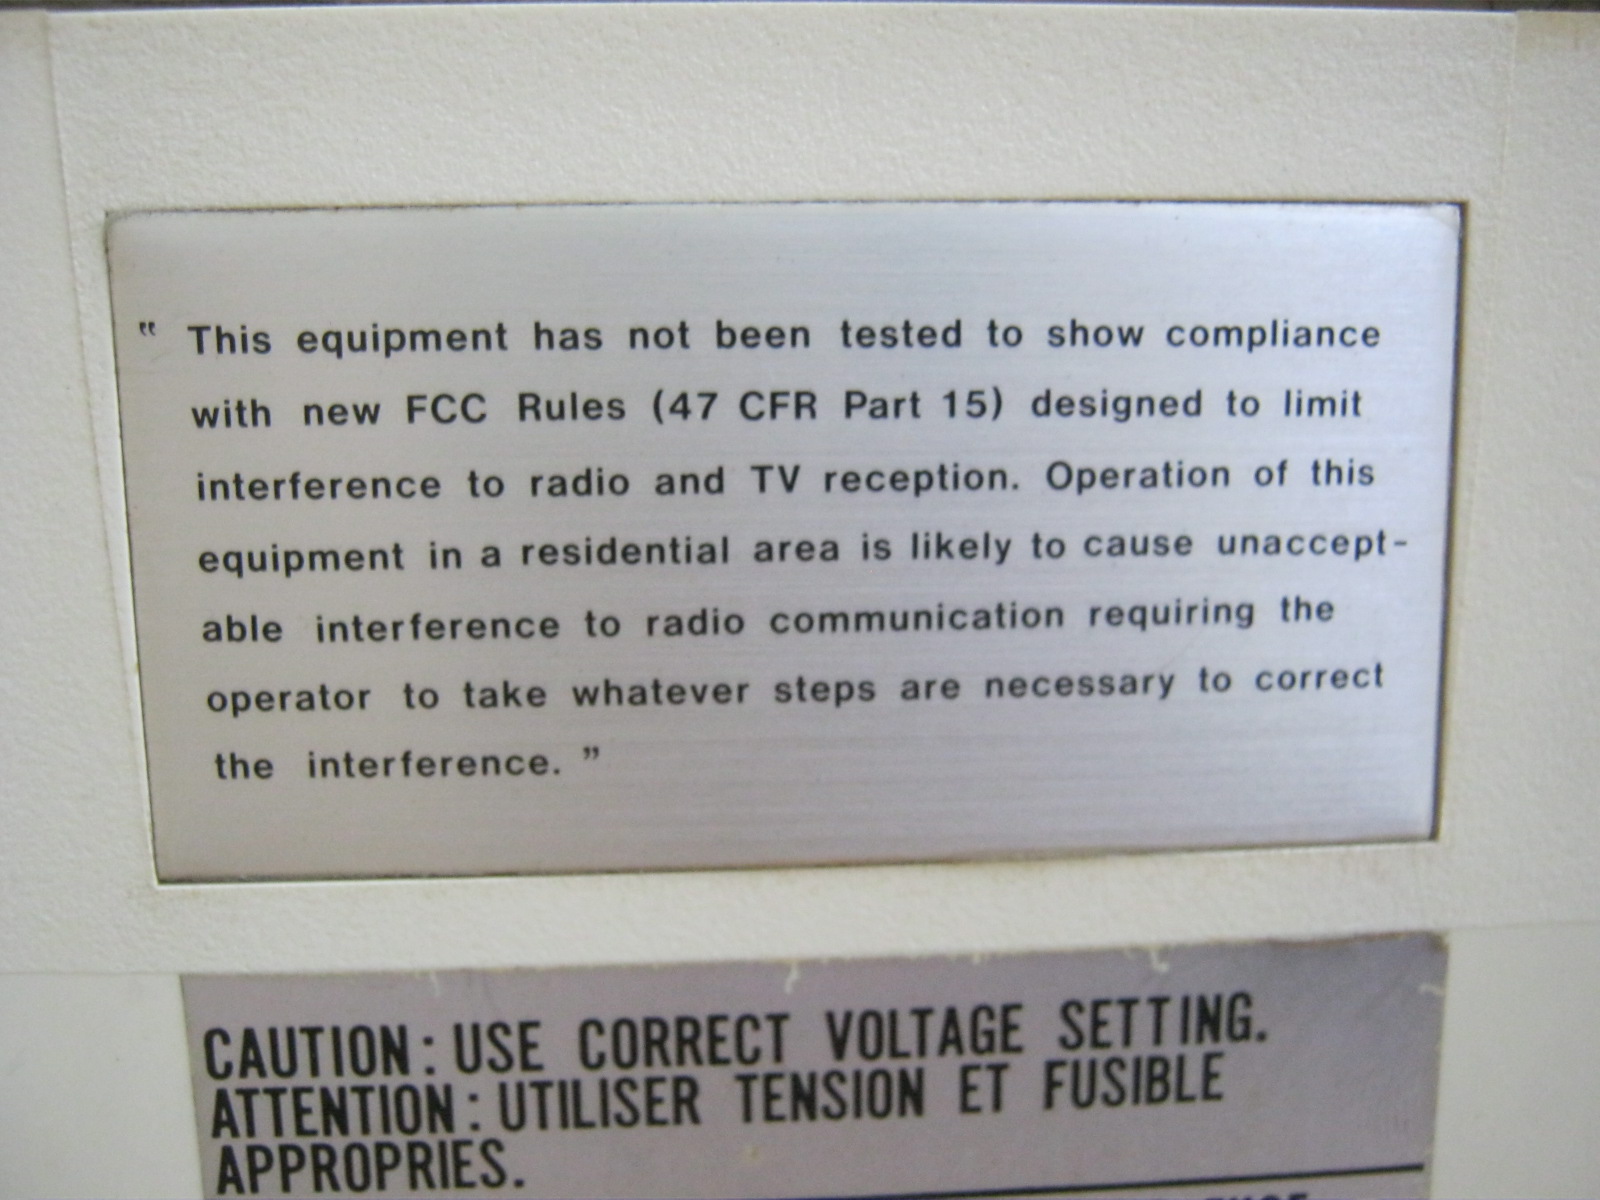 “ This equipment has not been tested to show compliance
with new FCC Rules (47 CFR Part 15) designed to limit
interference to radio and TV reception. Operation of this
equipment in a residential area is likely to cause unaccept-
able interference to radio communication requiring the
operator to take whatever steps are necessary to correct
the interference. ”
CAUTION: USE CORRECT VOLTAGE SETTING.
ATTENTION: UTILISER TENSION ET FUSIBLE
APPROPRIES.